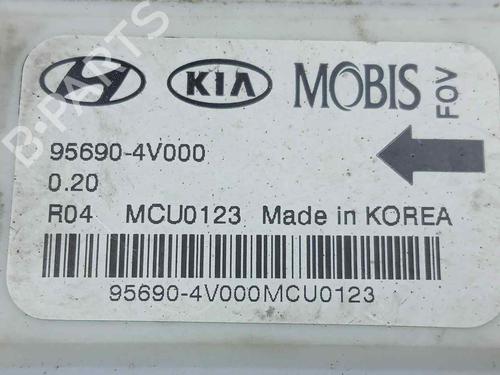 KIA MOBIS
FOV
95690-4V000
0.20
R04 MCU0123 Made in KOREA
95690-4V000MCU0123
B-PARTS